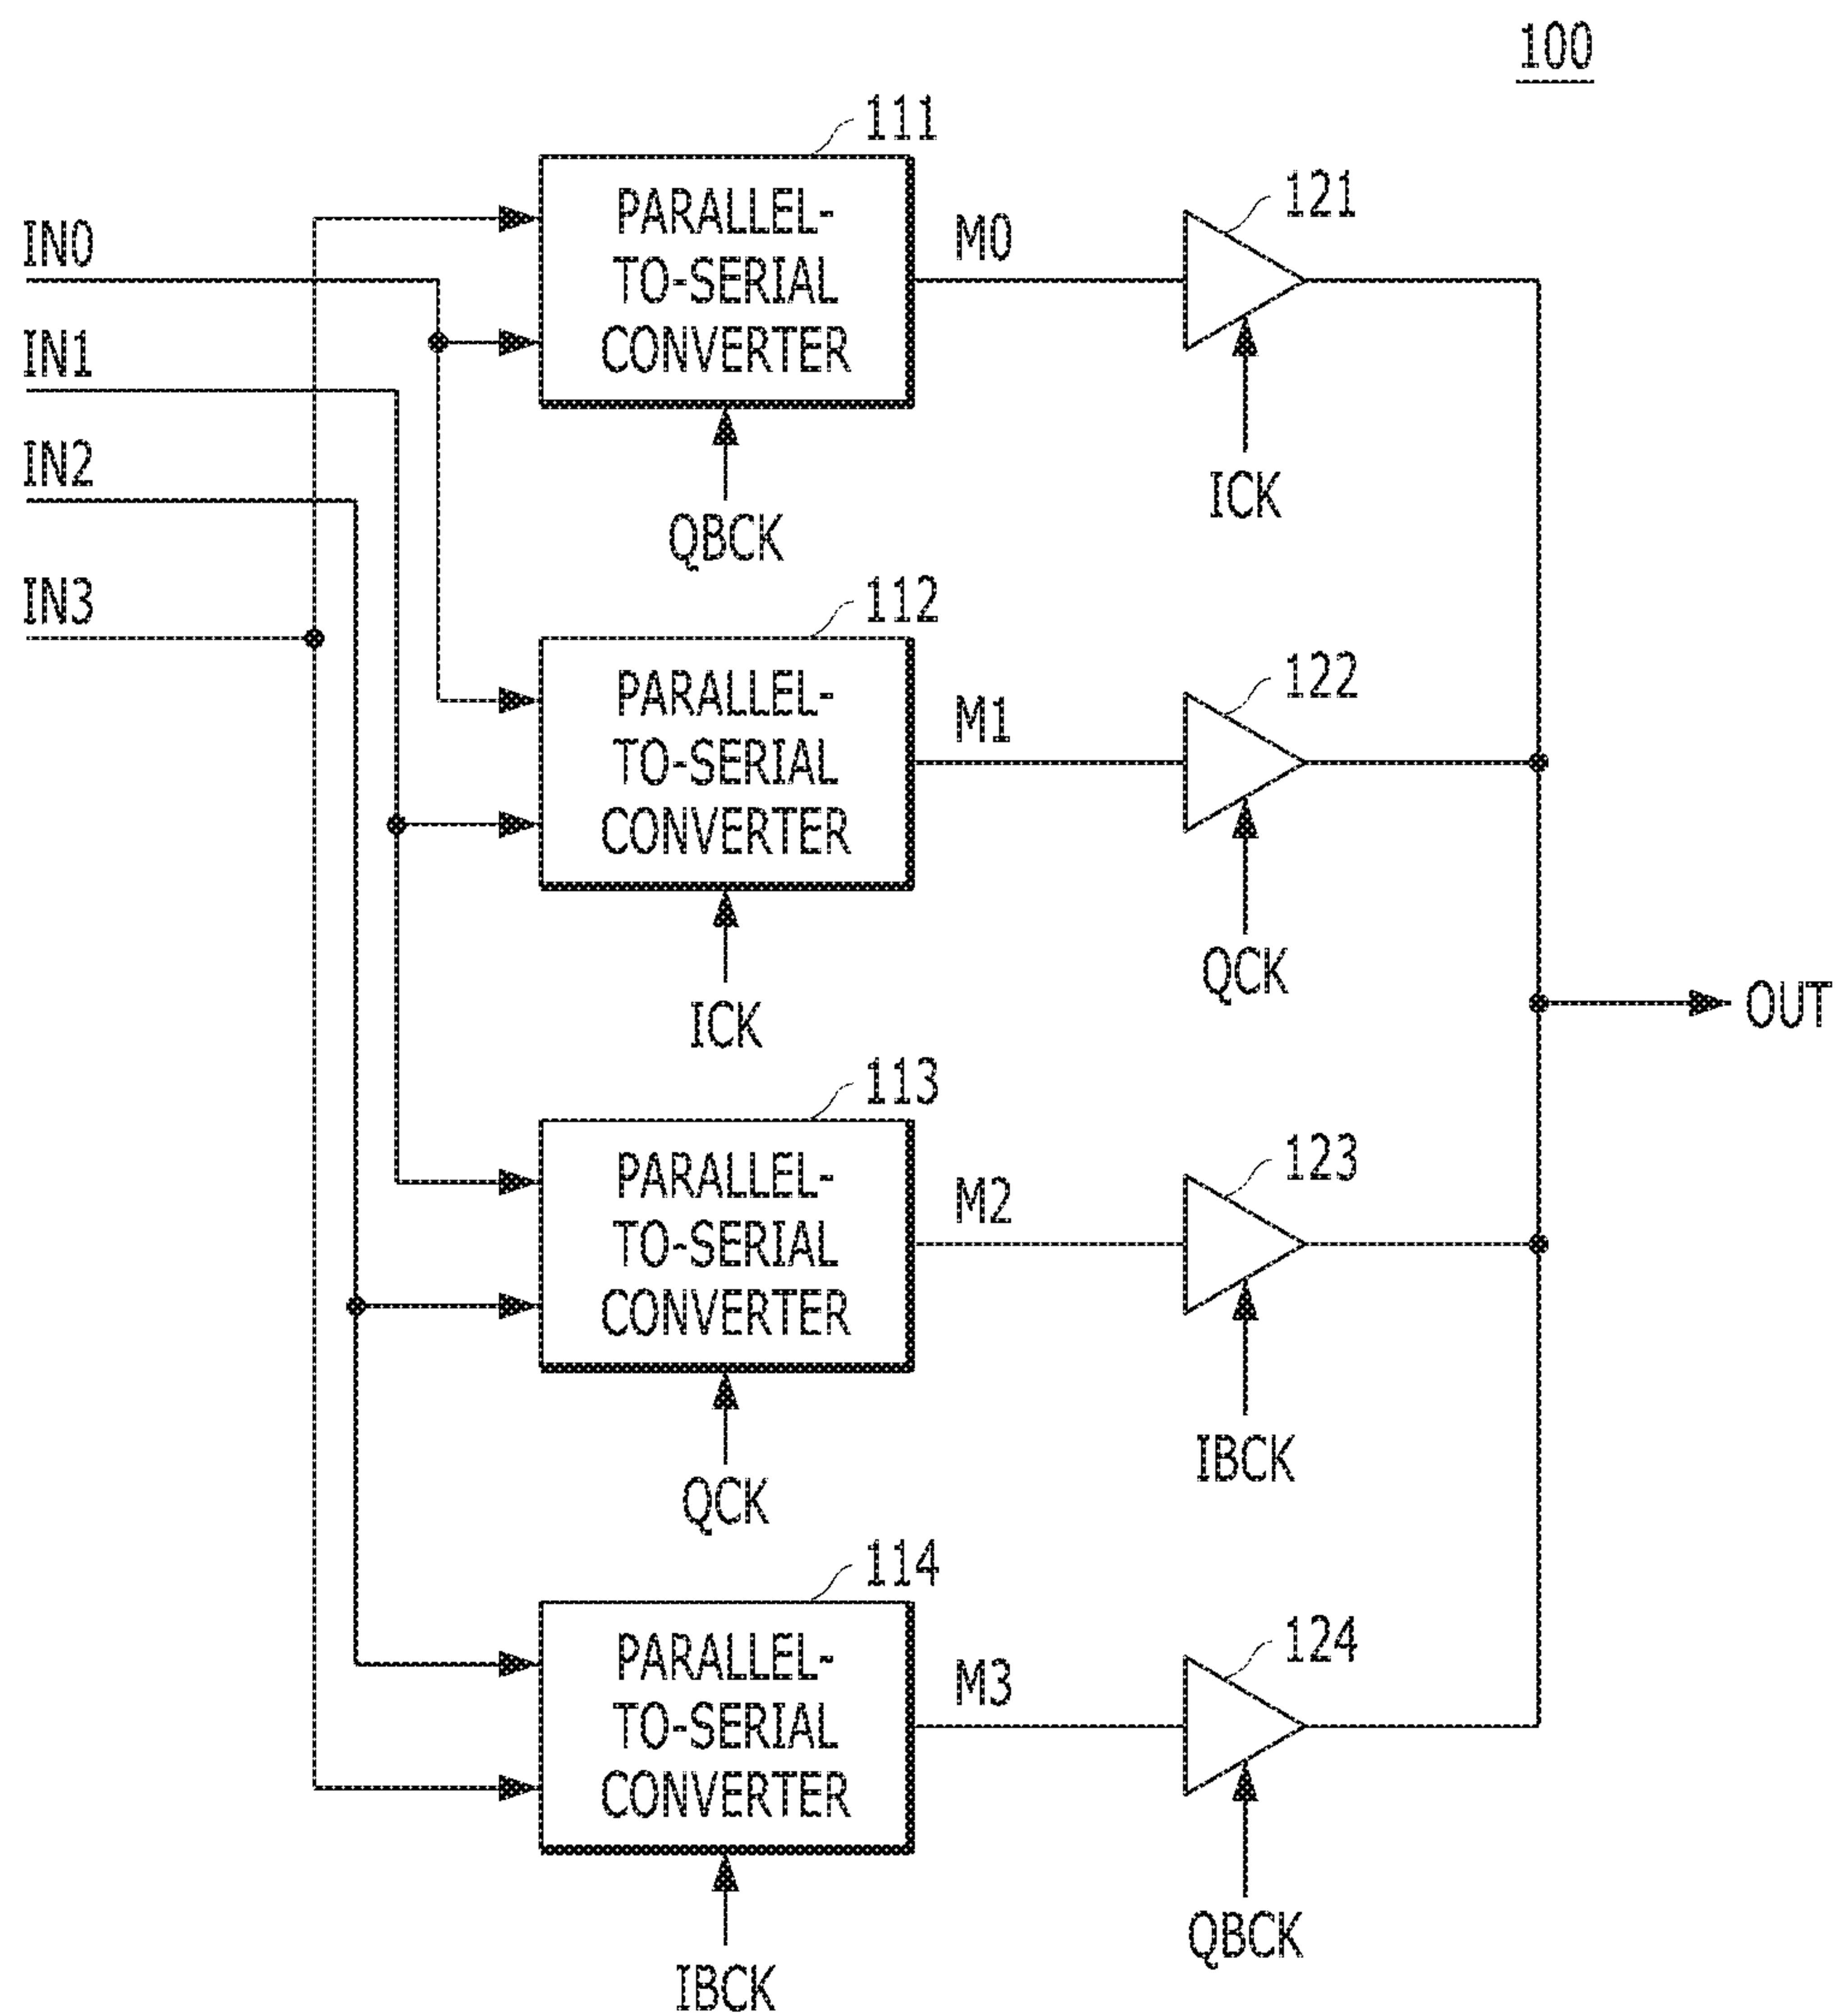 100
111
PARALLEL-
TO-SERIAL
CONVERTER
M0
121
IN0
IN1
IN2
IN3
QBCK
ICK
112
PARALLEL-
TO-SERIAL
CONVERTER
M1
122
ICK
QCK
OUT
113
PARALLEL-
TO-SERIAL
CONVERTER
M2
123
QCK
IBCK
114
PARALLEL-
TO-SERIAL
CONVERTER
M3
124
IBCK
QBCK